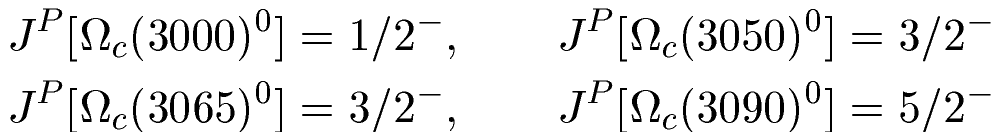 J^P[Ω_c(3000)^0] = 1/2^−, J^P[Ω_c(3050)^0] = 3/2^−
J^P[Ω_c(3065)^0] = 3/2^−, J^P[Ω_c(3090)^0] = 5/2^−